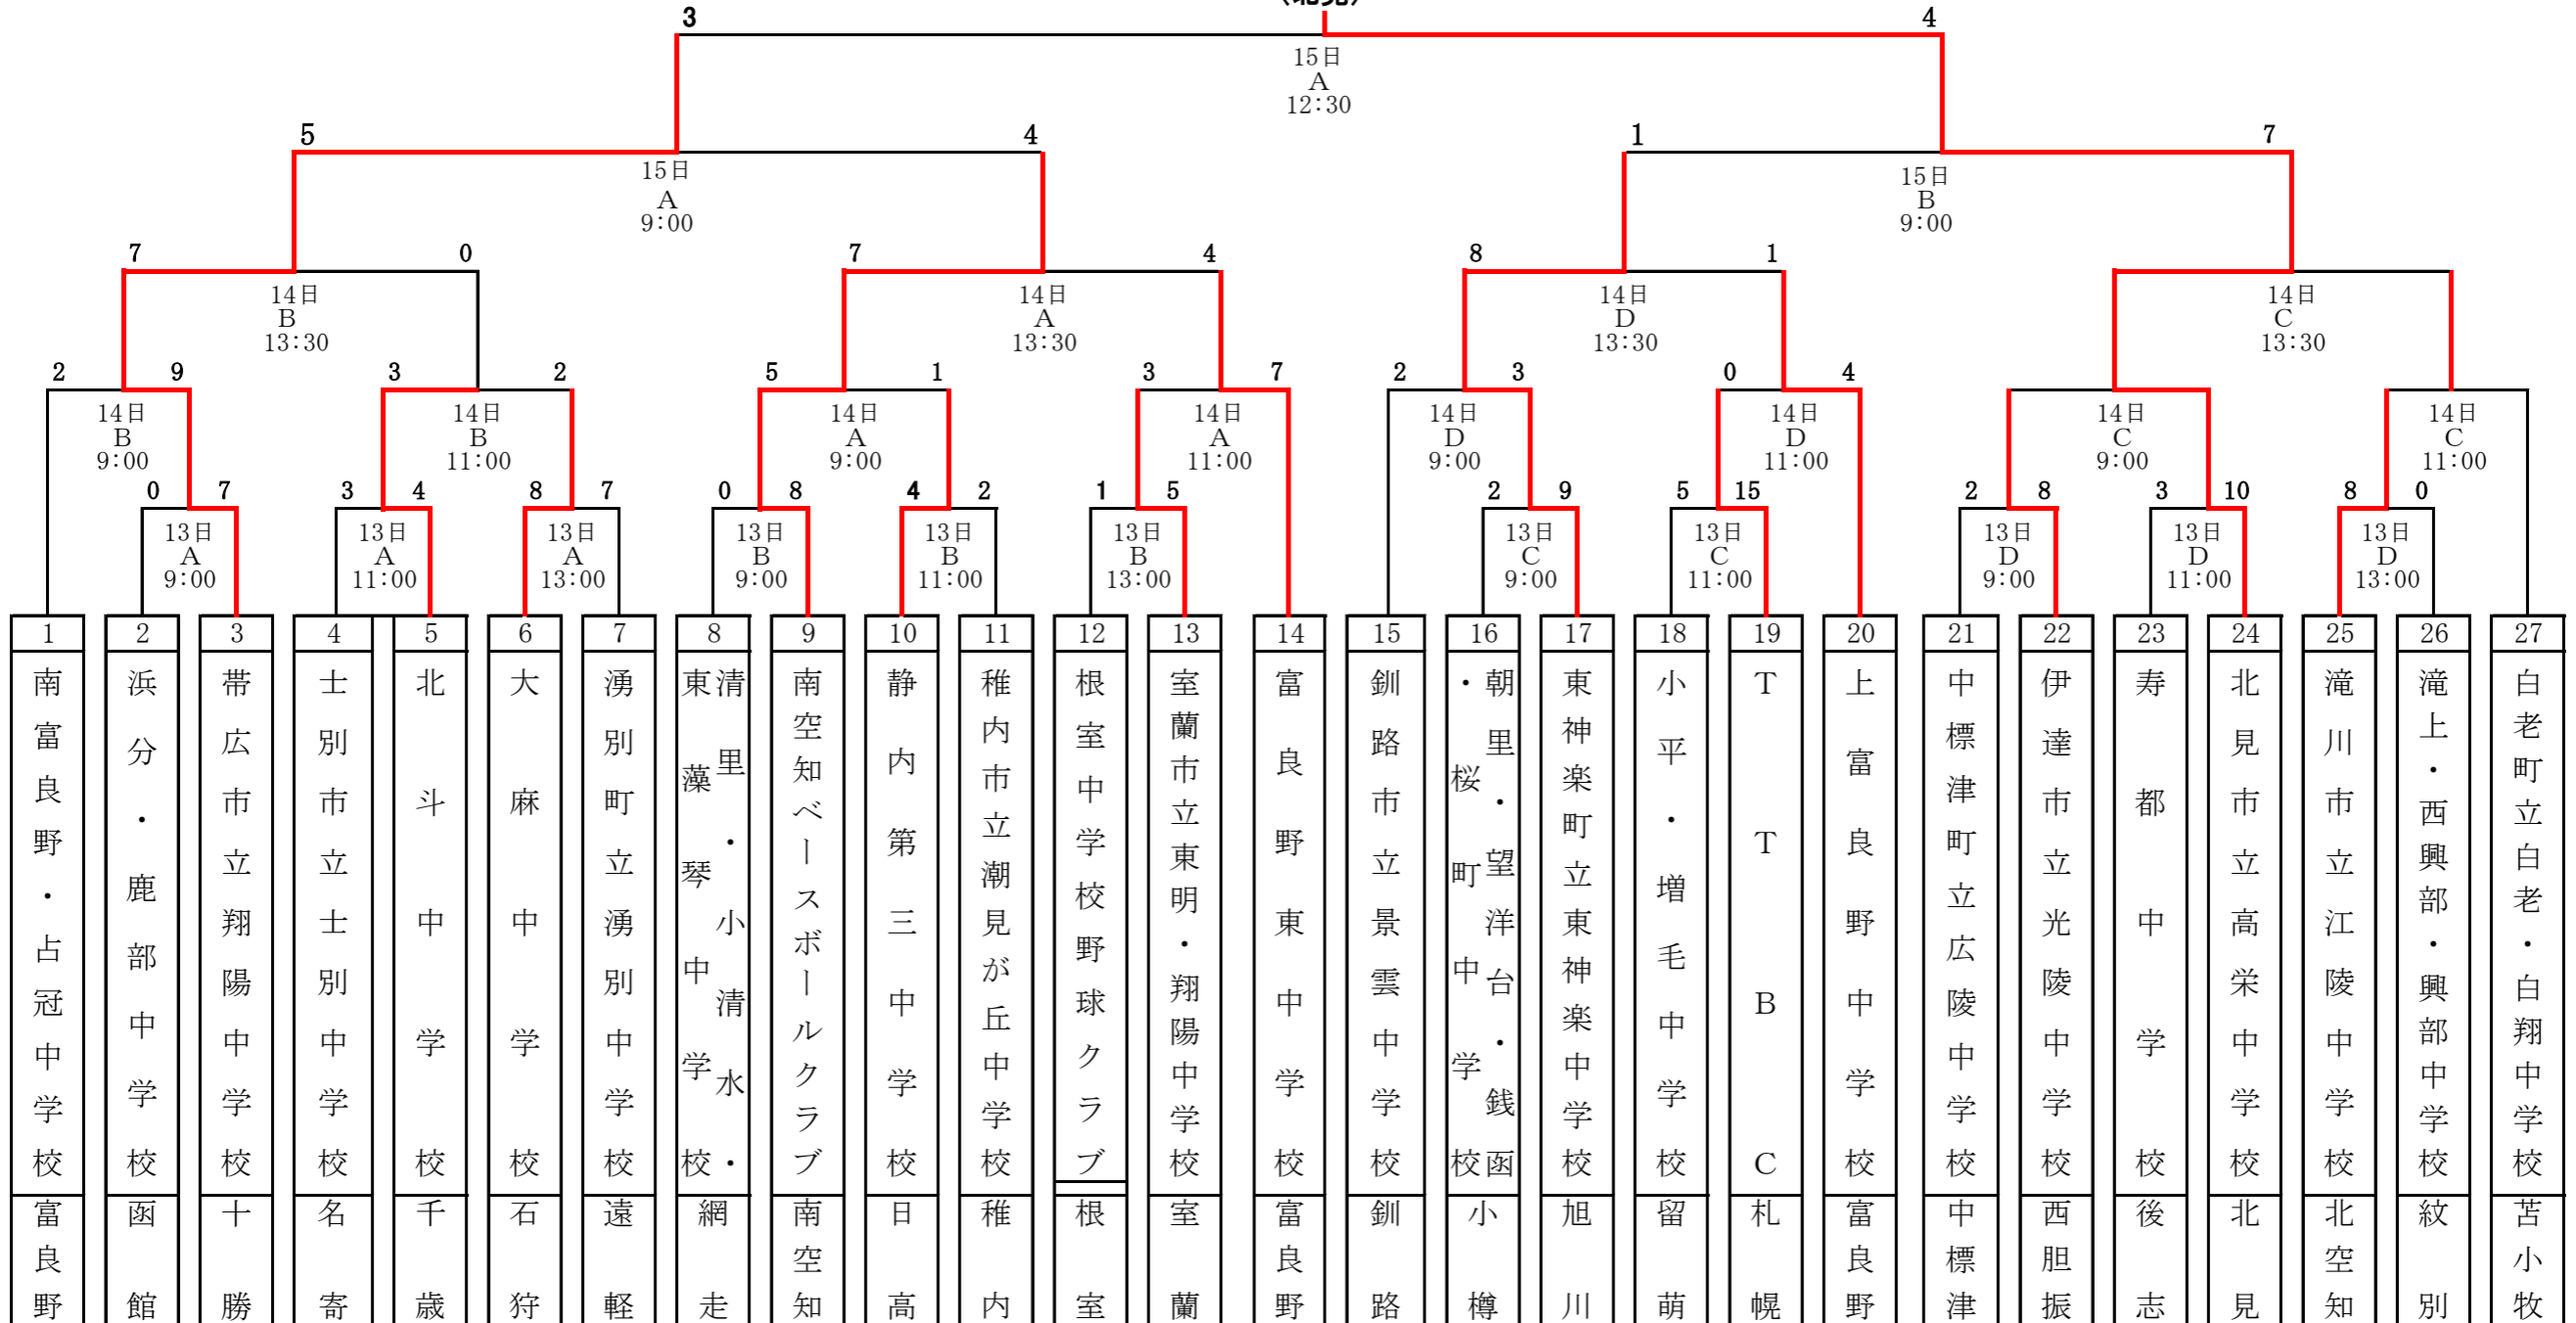 (北見)
3 4
15日
A
12:30
5 4 1 7
15日
A
9:00
15日
B
9:00
7 0 7 4 8 1
14日
B
13:30
14日
A
13:30
14日
D
13:30
14日
C
13:30
2 9 3 2 5 1 3 7 2 3 0 4
14日
B
9:00
14日
B
11:00
14日
A
9:00
14日
A
11:00
14日
D
9:00
14日
D
11:00
14日
C
9:00
14日
C
11:00
0 7 3 4 8 7 0 8 4 2 1 5 2 9 5 15 2 8 3 10 8 0
13日
A
9:00
13日
A
11:00
13日
A
13:00
13日
B
9:00
13日
B
11:00
13日
B
13:00
13日
C
9:00
13日
C
11:00
13日
D
9:00
13日
D
11:00
13日
D
13:00
1
南富良野・占冠中学校
富良野
2
浜分・鹿部中学校
函館
3
帯広市立翔陽中学校
十勝
4
士別市立士別中学校
名寄
5
北斗中学校
千歳
6
大麻中学校
石狩
7
湧別町立湧別中学校
遠軽
8
清里・小清水・
東藻琴中学校
網走
9
南空知ベースボールクラブ
南空知
10
静内第三中学校
日高
11
稚内市立潮見が丘中学校
稚内
12
根室中学校野球クラブ
根室
13
室蘭市立東明・翔陽中学校
室蘭
14
富良野東中学校
富良野
15
釧路市立景雲中学校
釧路
16
朝里・望洋台・銭函
・桜町中学校
小樽
17
東神楽町立東神楽中学校
旭川
18
小平・増毛中学校
留萌
19
TTBC
札幌
20
上富良野中学校
富良野
21
中標津町立広陵中学校
中標津
22
伊達市立光陵中学校
西胆振
23
寿都中学校
後志
24
北見市立高栄中学校
北見
25
滝川市立江陵中学校
北空知
26
滝上・西興部・興部中学校
紋別
27
白老町立白老・白翔中学校
苫小牧